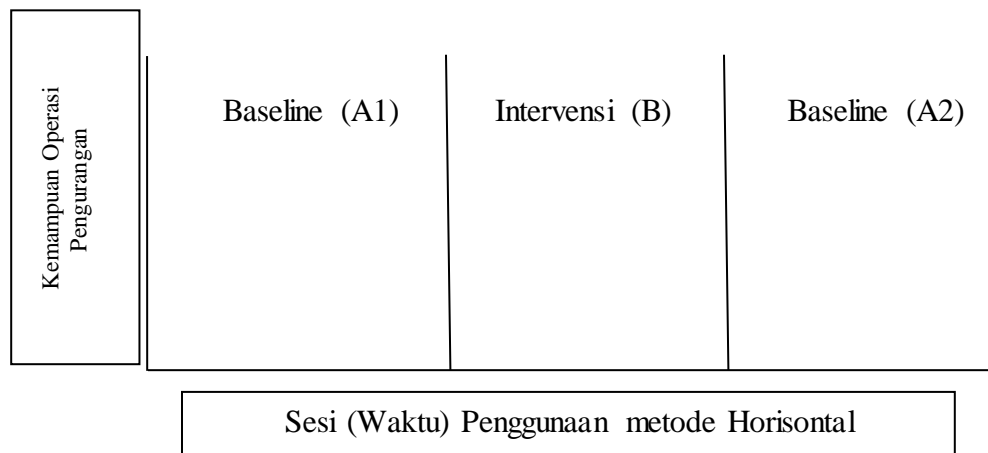 Kemampuan Operasi
Pengurangan
Baseline (A1)
Intervensi (B)
Baseline (A2)
Sesi (Waktu) Penggunaan metode Horisontal